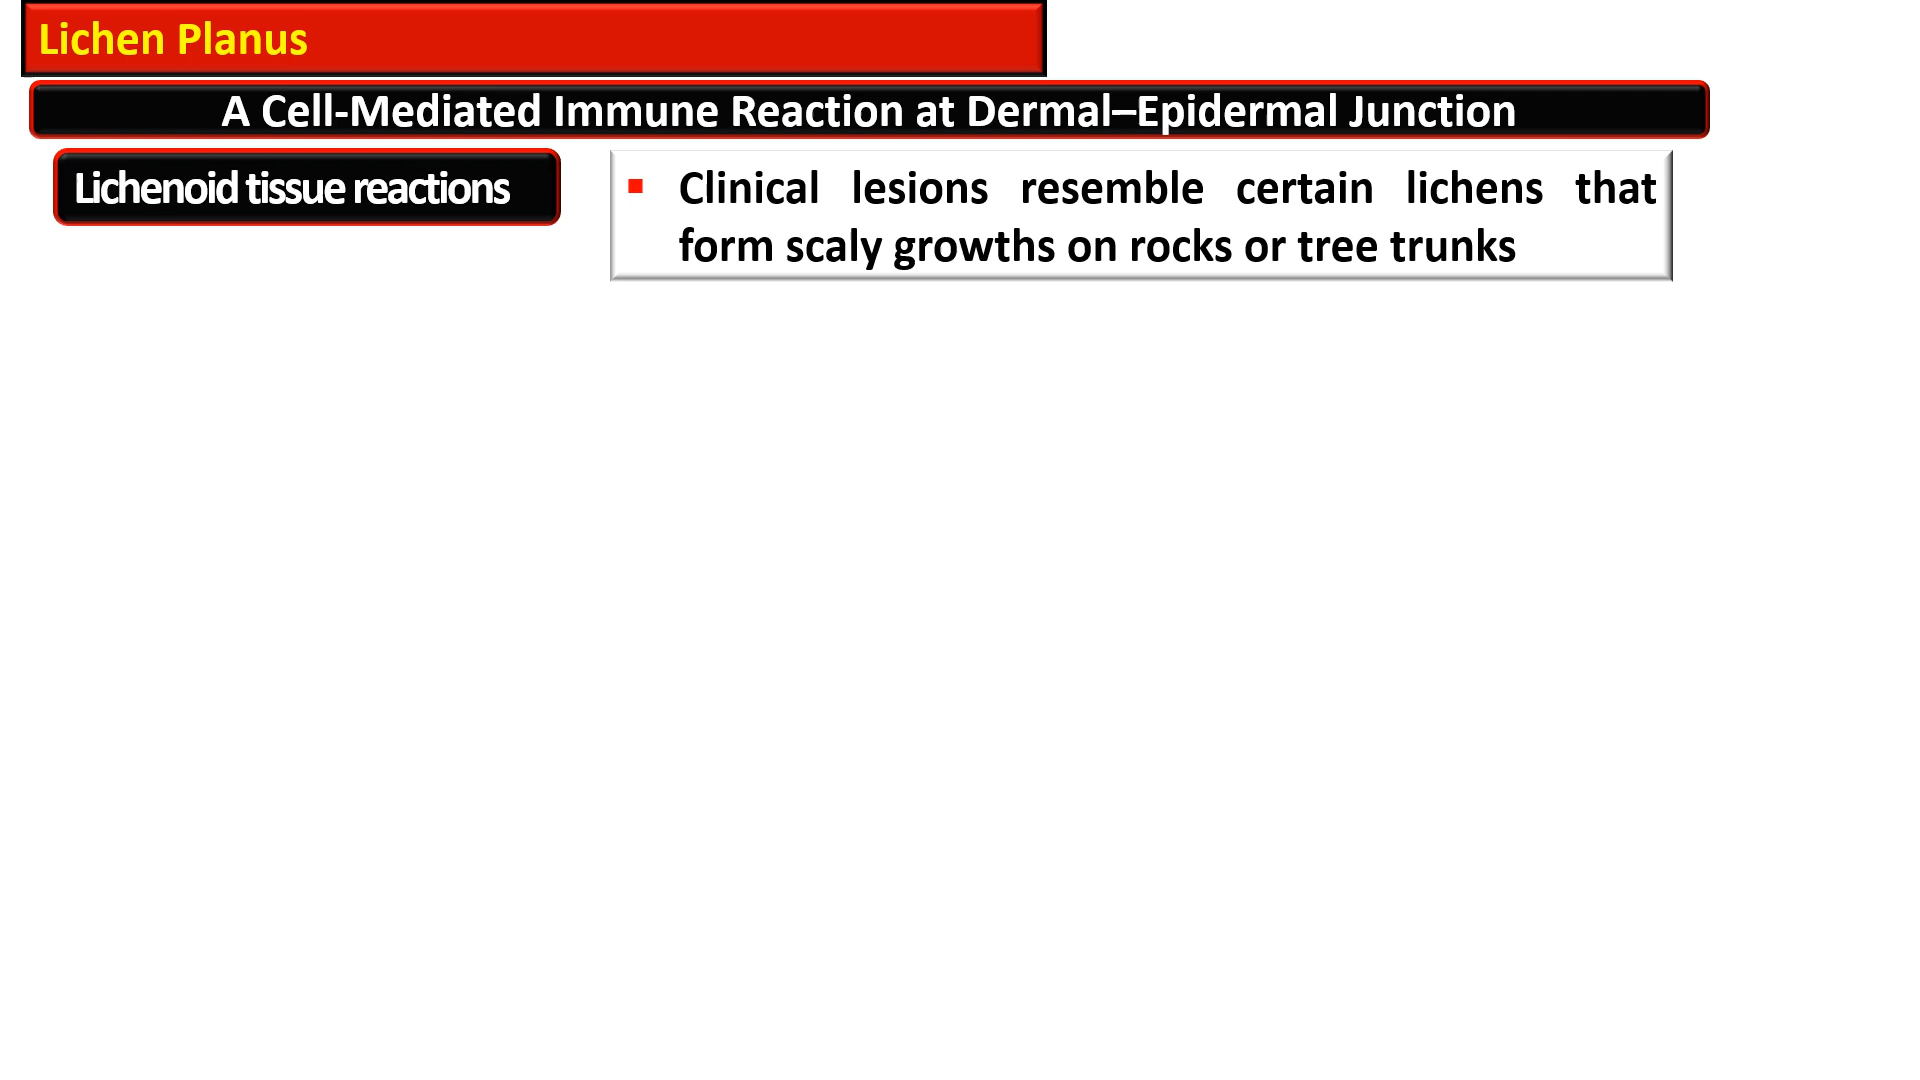 Lichen Planus
A Cell-Mediated Immune Reaction at Dermal–Epidermal Junction
Lichenoid tissue reactions
▪ Clinical lesions resemble certain lichens that
form scaly growths on rocks or tree trunks